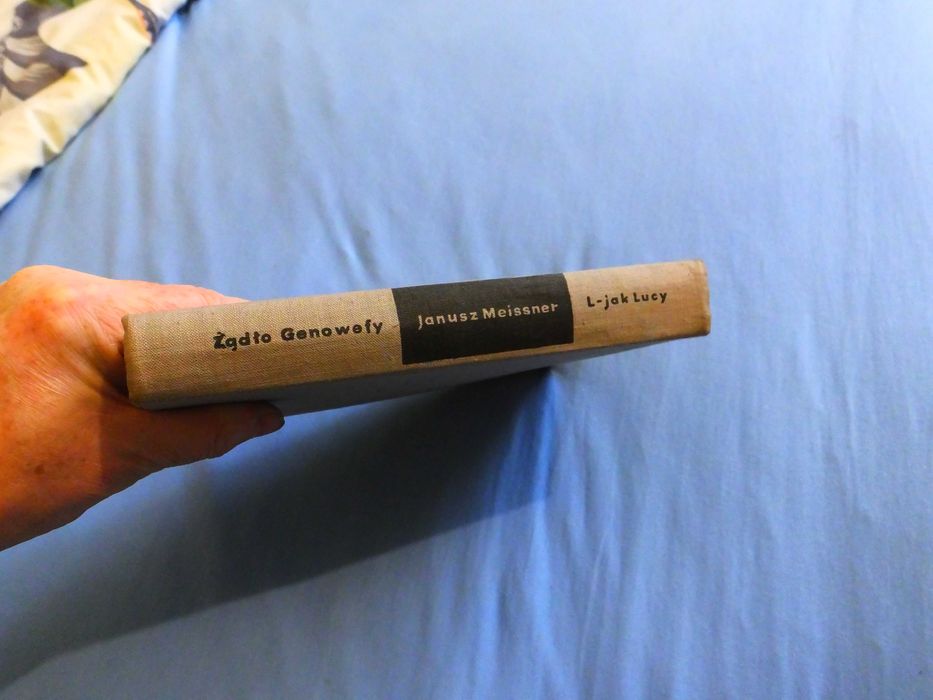 Żądło Genowefy
Janusz Meissner
L-jak Lucy